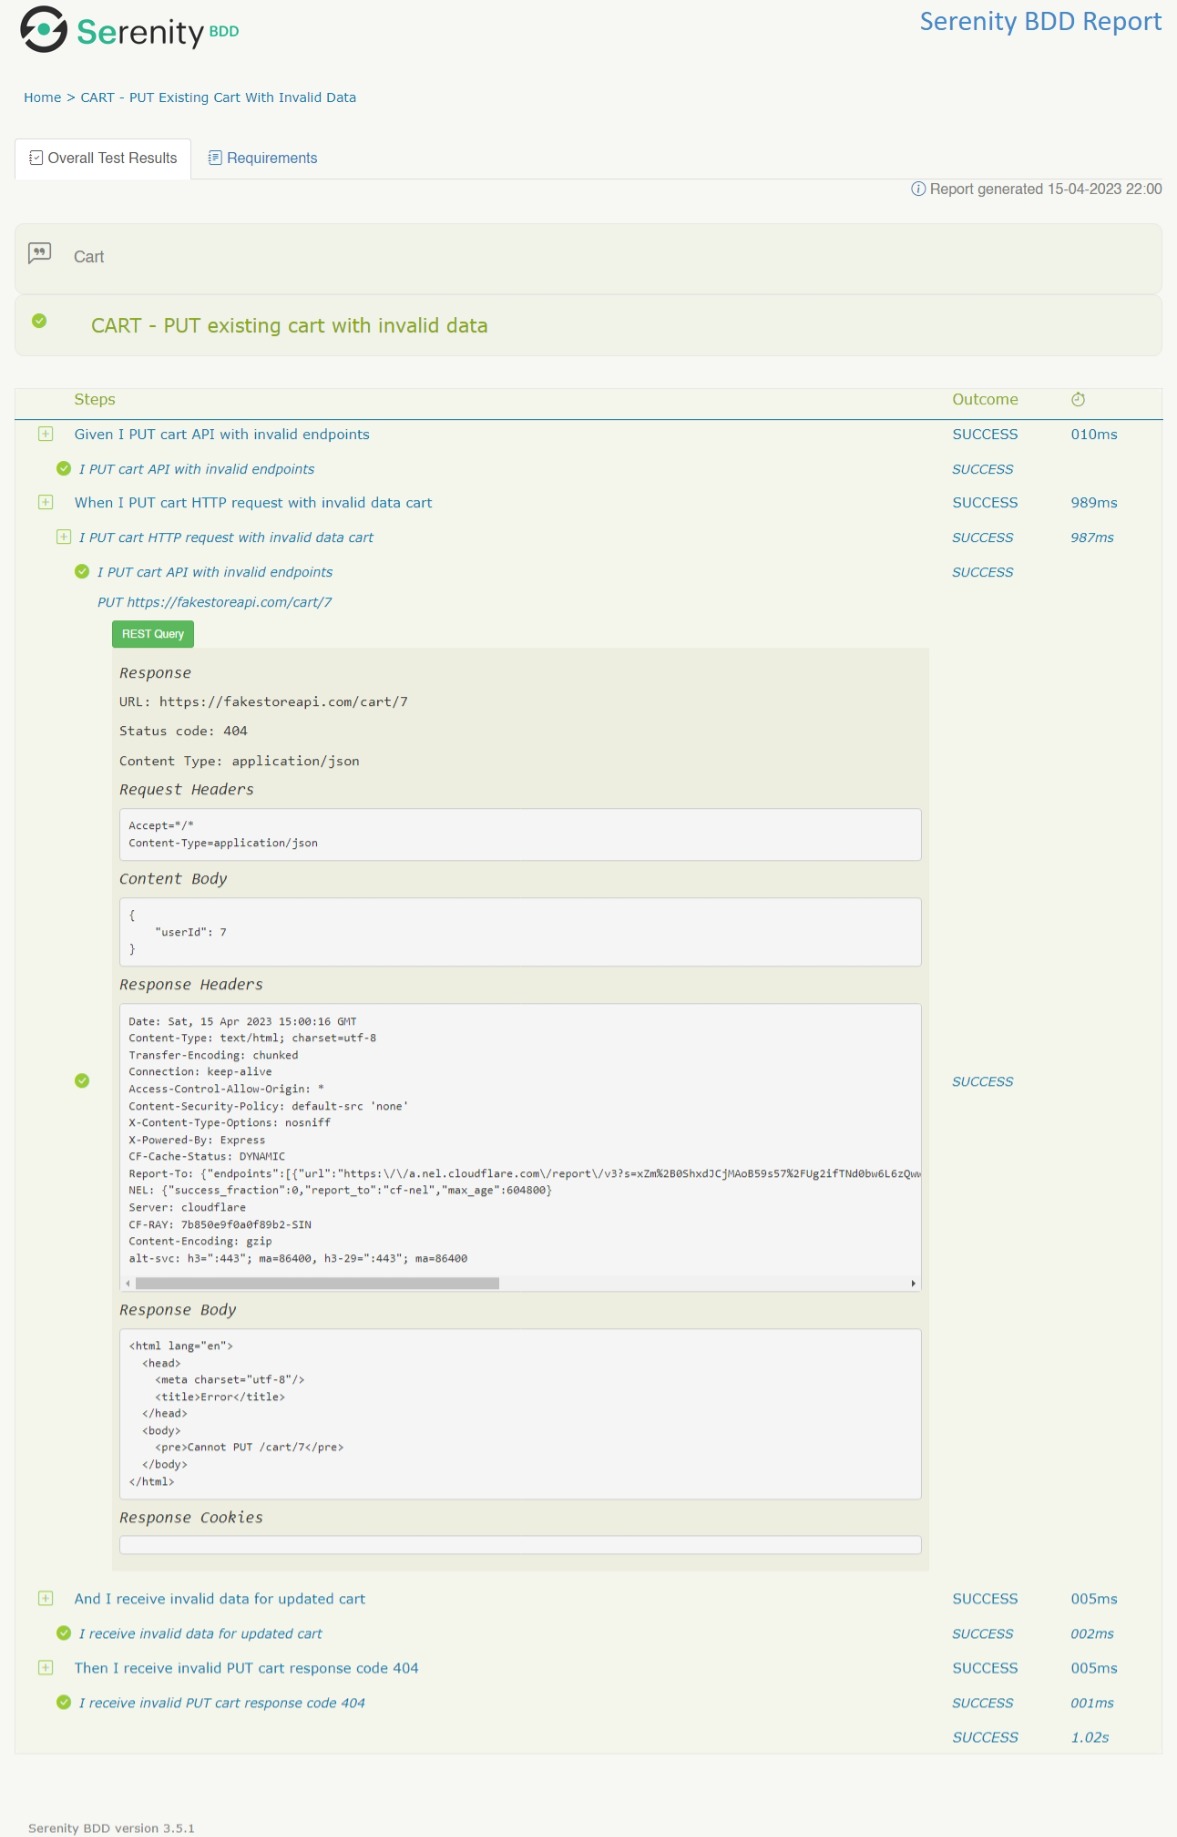 Serenity BDD
Serenity BDD Report
Home > CART - PUT Existing Cart With Invalid Data
Overall Test Results
Requirements
Report generated 15-04-2023 22:00
Cart
CART - PUT existing cart with invalid data
Steps Outcome
Given I PUT cart API with invalid endpoints SUCCESS 010ms
I PUT cart API with invalid endpoints SUCCESS
When I PUT cart HTTP request with invalid data cart SUCCESS 989ms
I PUT cart HTTP request with invalid data cart SUCCESS 987ms
I PUT cart API with invalid endpoints SUCCESS
PUT https://fakestoreapi.com/cart/7
REST Query
Response
URL: https://fakestoreapi.com/cart/7
Status code: 404
Content Type: application/json
Request Headers
Accept=*/*
Content-Type=application/json
Content Body
{
    "userId": 7
}
Response Headers
Date: Sat, 15 Apr 2023 15:00:16 GMT
Content-Type: text/html; charset=utf-8
Transfer-Encoding: chunked
Connection: keep-alive
Access-Control-Allow-Origin: *
Content-Security-Policy: default-src 'none'
X-Content-Type-Options: nosniff
X-Powered-By: Express
CF-Cache-Status: DYNAMIC
Report-To: {"endpoints":[{"url":"https:\/\/a.nel.cloudflare.com\/report\/v3?s=xZm%2B0ShxdJCjMAoB59s57%2FUg2ifTNd0bw6L6zQw
NEL: {"success_fraction":0,"report_to":"cf-nel","max_age":604800}
Server: cloudflare
CF-RAY: 7b850e9f0a0f89b2-SIN
Content-Encoding: gzip
alt-svc: h3=":443"; ma=86400, h3-29=":443"; ma=86400
SUCCESS
Response Body
<html lang="en">
  <head>
    <meta charset="utf-8"/>
    <title>Error</title>
  </head>
  <body>
    <pre>Cannot PUT /cart/7</pre>
  </body>
</html>
Response Cookies
And I receive invalid data for updated cart SUCCESS 005ms
I receive invalid data for updated cart SUCCESS 002ms
Then I receive invalid PUT cart response code 404 SUCCESS 005ms
I receive invalid PUT cart response code 404 SUCCESS 001ms
SUCCESS 1.02s
Serenity BDD version 3.5.1